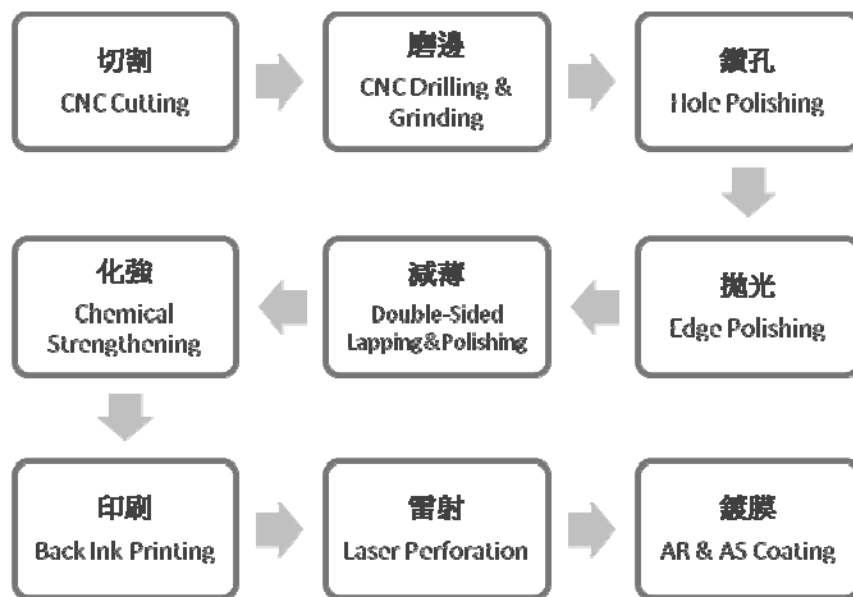 切割
CNC Cutting
磨邊
CNC Drilling &
Grinding
鑽孔
Hole Polishing
拋光
Edge Polishing
減薄
Double-Sided
Lapping&Polishing
化強
Chemical
Strengthening
印刷
Back Ink Printing
雷射
Laser Perforation
鍍膜
AR & AS Coating